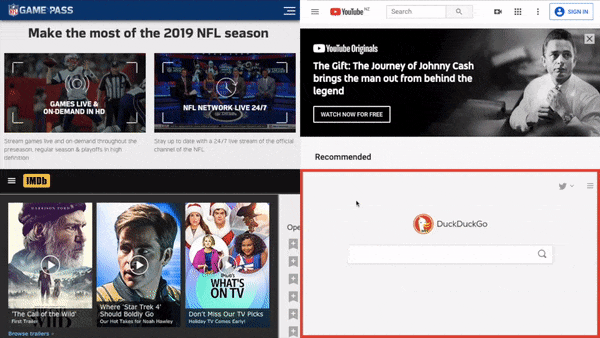 NFL GAME PASS
Make the most of the 2019 NFL season
GAMES LIVE &
ON-DEMAND IN HD
NFL NETWORK LIVE 24/7
Stream games live and on-demand throughout the
preseason, regular season & playoffs in high
definition
Stay up to date with a 24/7 live stream of the official
channel of the NFL
YouTube NZ
Search
SIGN IN
YouTube Originals
The Gift: The Journey of Johnny Cash
brings the man out from behind the
legend
WATCH NOW FOR FREE
Recommended
IMDb
HARRISON FORD
WHAT'S
ON TV
'The Call of the Wild'
First Trailer
Where 'Star Trek 4'
Should Boldly Go
Our Hot Takes for Noah Hawley
Don't Miss Our TV Picks
Holiday TV Comes Early!
Browse trailers
Ope
DuckDuckGo